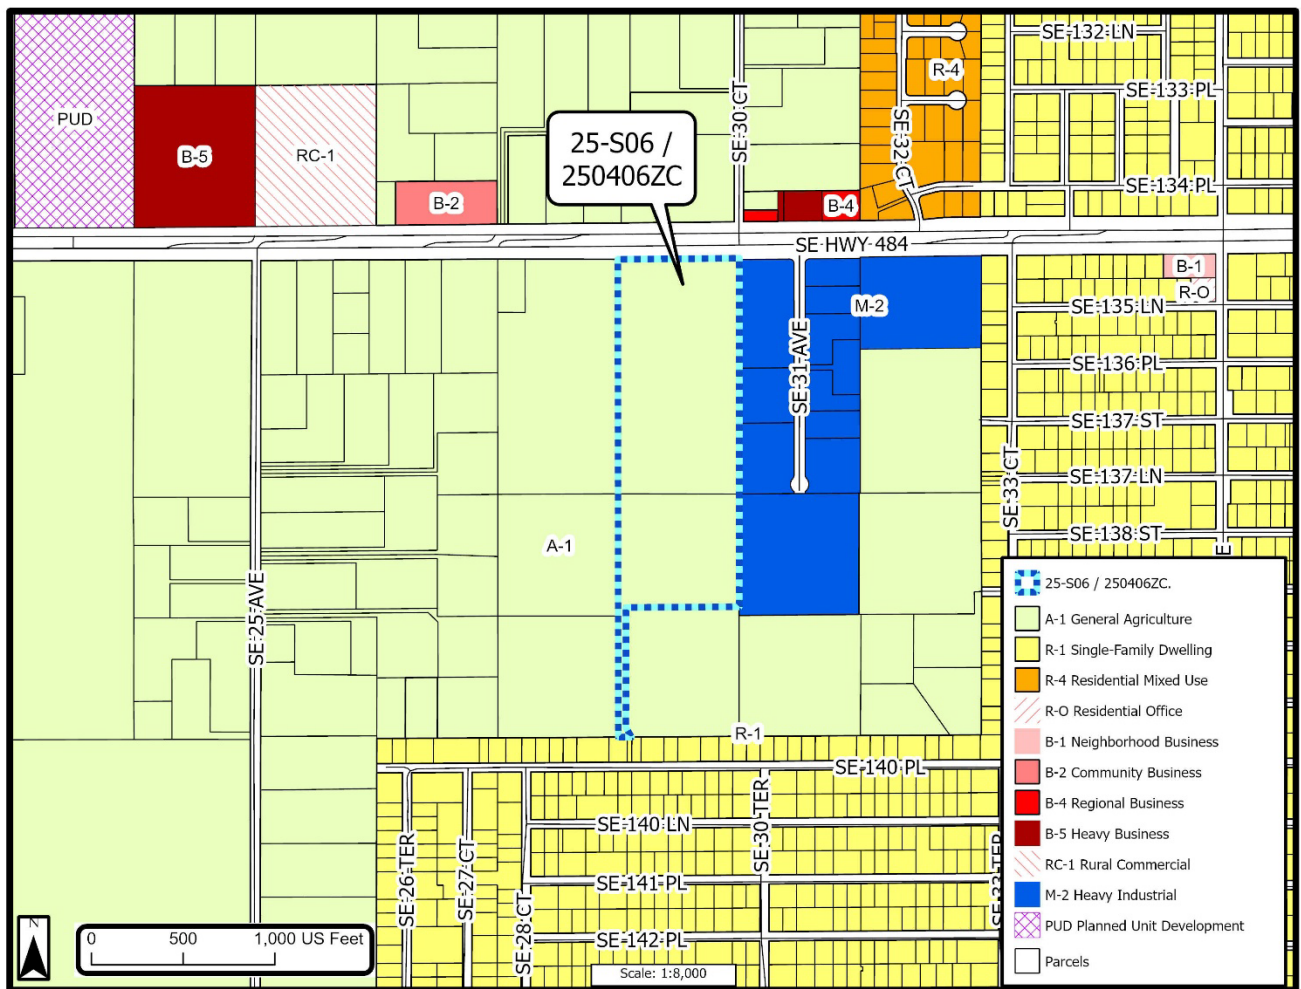 SE 132 LN
R-4
SE 133 PL
PUD
SE 30 CT
25-S06 /
250406ZC
SE 32 CT
B-5
RC-1
SE 134 PL
B-2
B-4
SE HWY 484
B-1
R-O
M-2
SE 135 LN
SE 31 AVE
SE 136 PL
SE 137 ST
SE 33 CT
SE 137 LN
SE 138 ST
A-1
E
SE 25 AVE
R-1
SE 140 PL
SE 140 LN
SE 30 TER
SE 26 TER
SE 27 CT
SE 28 CT
SE 141 PL
SE 33 TER
SE 142 PL
25-S06 / 250406ZC.
A-1 General Agriculture
R-1 Single-Family Dwelling
R-4 Residential Mixed Use
R-O Residential Office
B-1 Neighborhood Business
B-2 Community Business
B-4 Regional Business
B-5 Heavy Business
RC-1 Rural Commercial
M-2 Heavy Industrial
PUD Planned Unit Development
Parcels
N
0 500 1,000 US Feet
Scale: 1:8,000